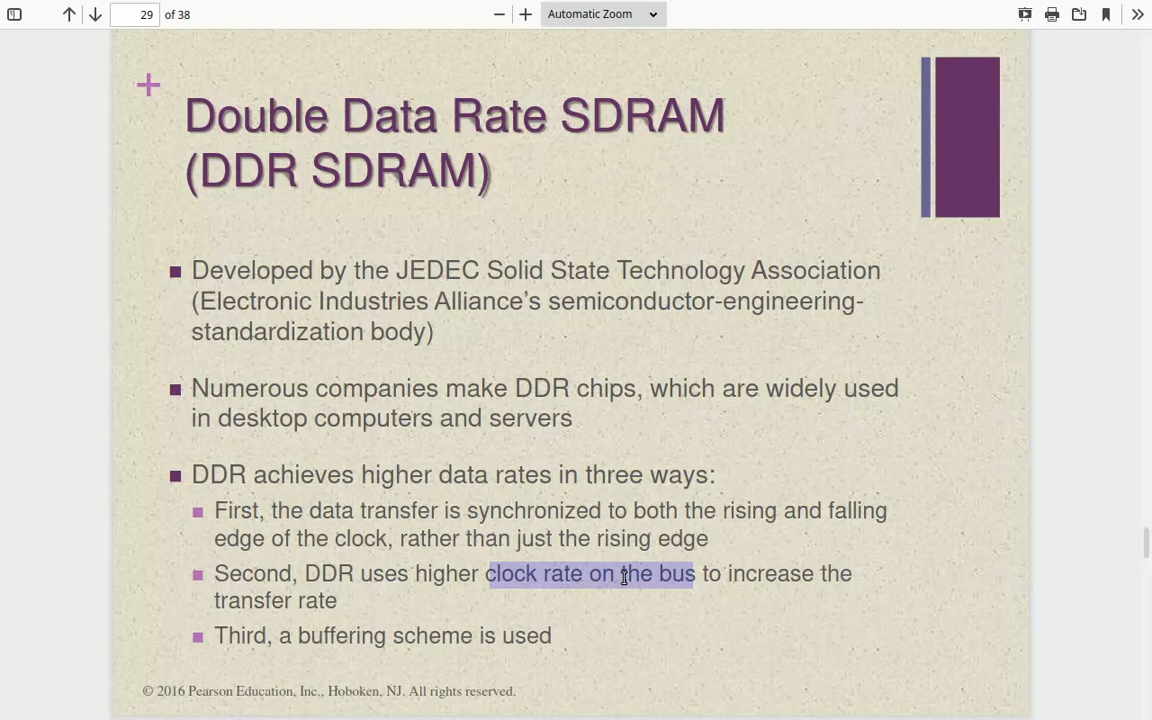 29 of 38
Automatic Zoom
+
Double Data Rate SDRAM
(DDR SDRAM)
Developed by the JEDEC Solid State Technology Association
(Electronic Industries Alliance’s semiconductor-engineering-
standardization body)
Numerous companies make DDR chips, which are widely used
in desktop computers and servers
DDR achieves higher data rates in three ways:
First, the data transfer is synchronized to both the rising and falling
edge of the clock, rather than just the rising edge
Second, DDR uses higher clock rate on the bus to increase the
transfer rate
Third, a buffering scheme is used
© 2016 Pearson Education, Inc., Hoboken, NJ. All rights reserved.